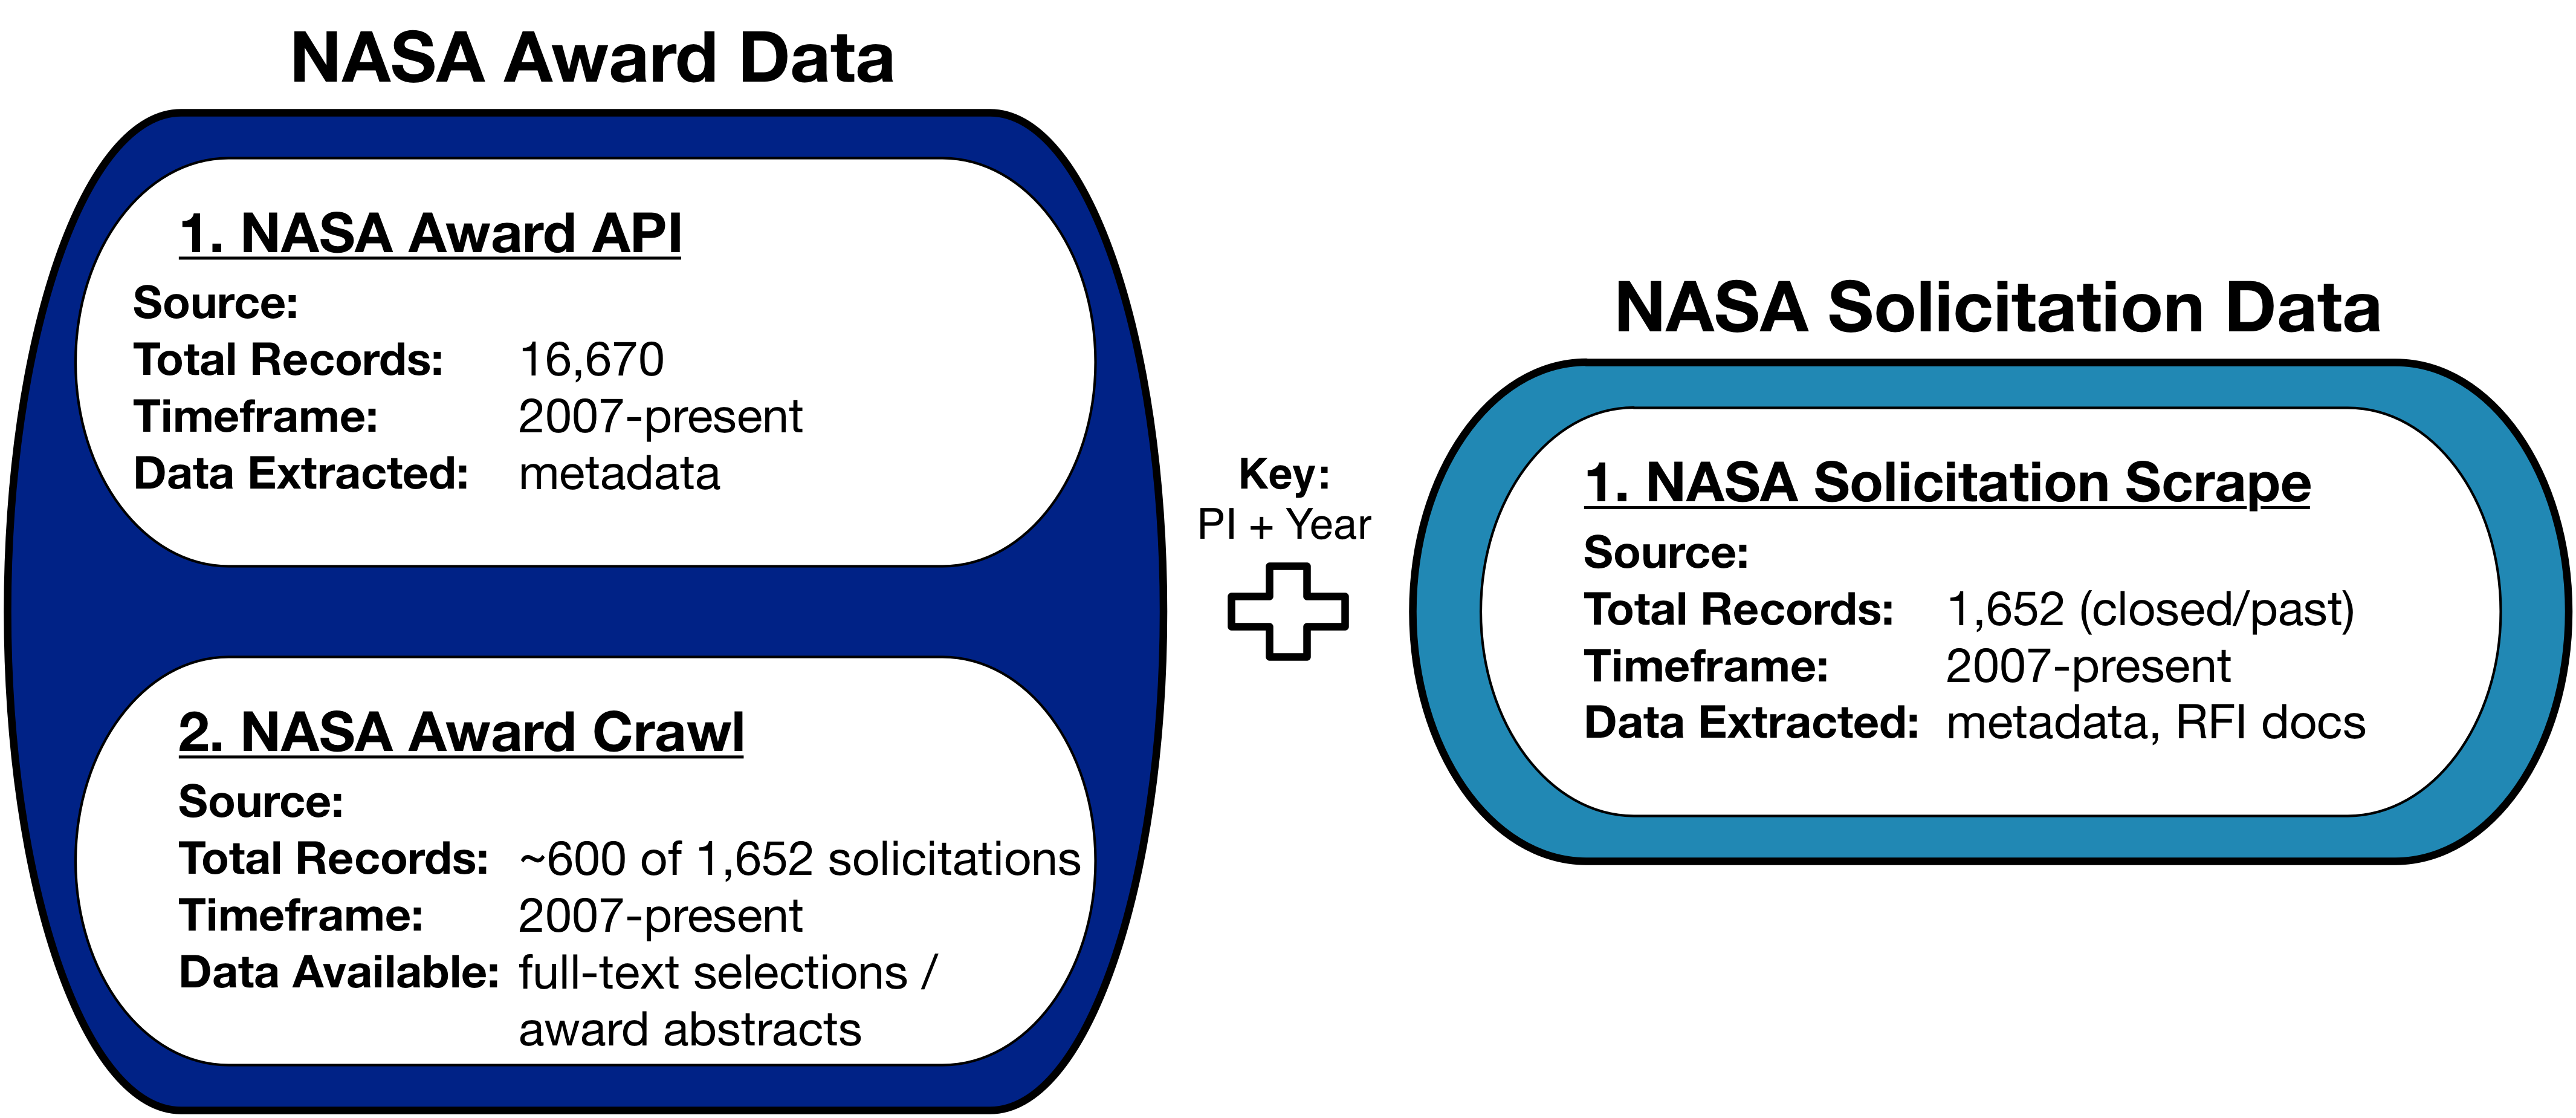 NASA Award Data
1. NASA Award API
Source:
Total Records: 16,670
Timeframe: 2007-present
Data Extracted: metadata
2. NASA Award Crawl
Source:
Total Records: ~600 of 1,652 solicitations
Timeframe: 2007-present
Data Available: full-text selections /
award abstracts
Key:
PI + Year
NASA Solicitation Data
1. NASA Solicitation Scrape
Source:
Total Records: 1,652 (closed/past)
Timeframe: 2007-present
Data Extracted: metadata, RFI docs